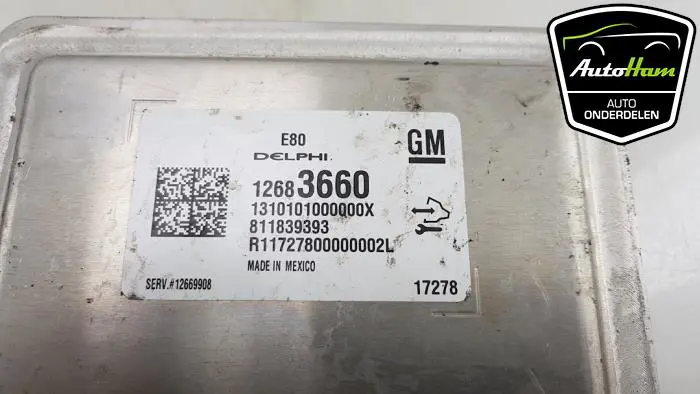 AutoHam
AUTO
ONDERDELEN
E80
DELPHI
GM
12683660
1310101000000X
811839393
R11727800000002L
MADE IN MEXICO
SERV.#12669908
17278